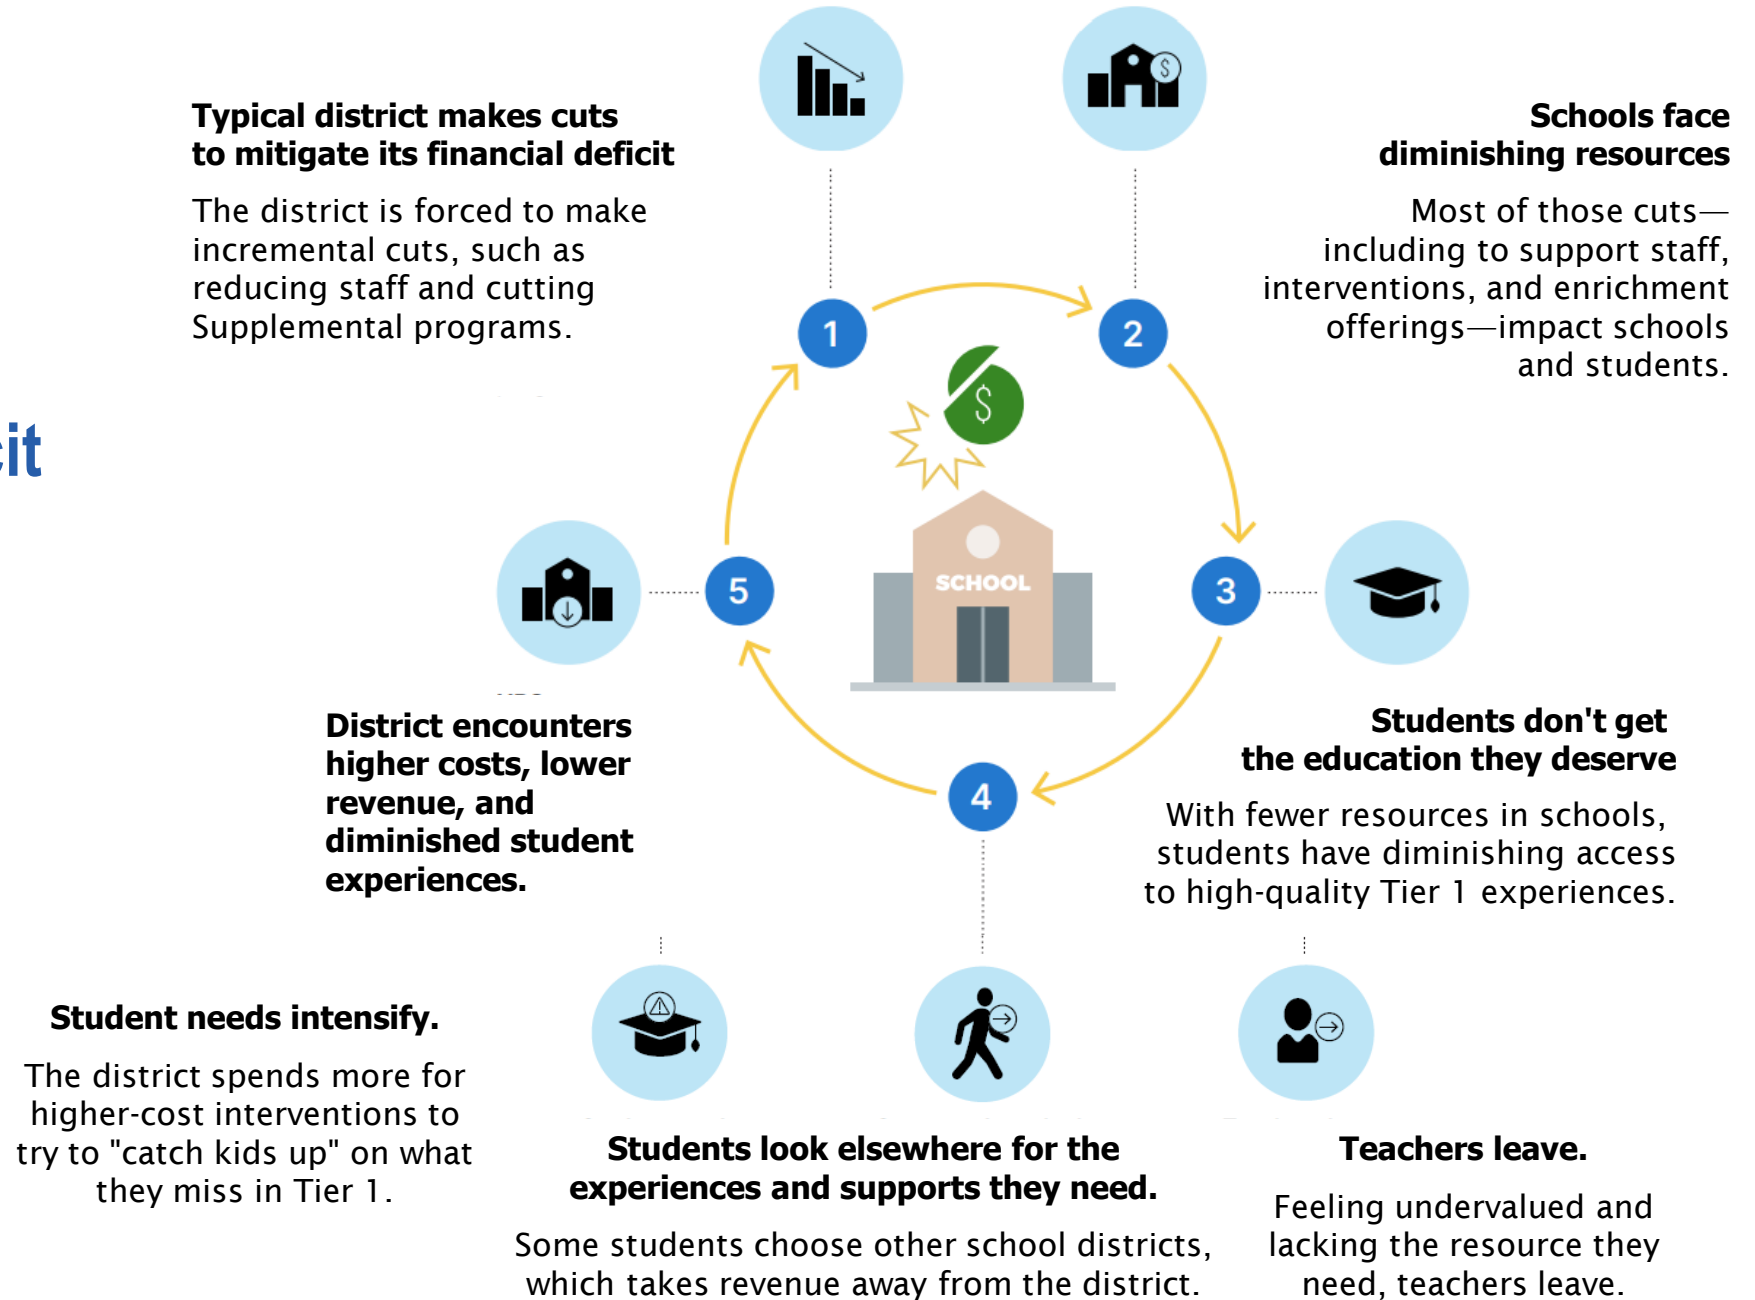 Typical district makes cuts
to mitigate its financial deficit
The district is forced to make
incremental cuts, such as
reducing staff and cutting
Supplemental programs.
Schools face
diminishing resources
Most of those cuts—
including to support staff,
interventions, and enrichment
offerings—impact schools
and students.
1
2
$
$
cit
SCHOOL
5
3
4
District encounters
higher costs, lower
revenue, and
diminished student
experiences.
Students don't get
the education they deserve
With fewer resources in schools,
students have diminishing access
to high-quality Tier 1 experiences.
Student needs intensify.
The district spends more for
higher-cost interventions to
try to "catch kids up" on what
they miss in Tier 1.
Students look elsewhere for the
experiences and supports they need.
Some students choose other school districts,
which takes revenue away from the district.
Teachers leave.
Feeling undervalued and
lacking the resource they
need, teachers leave.